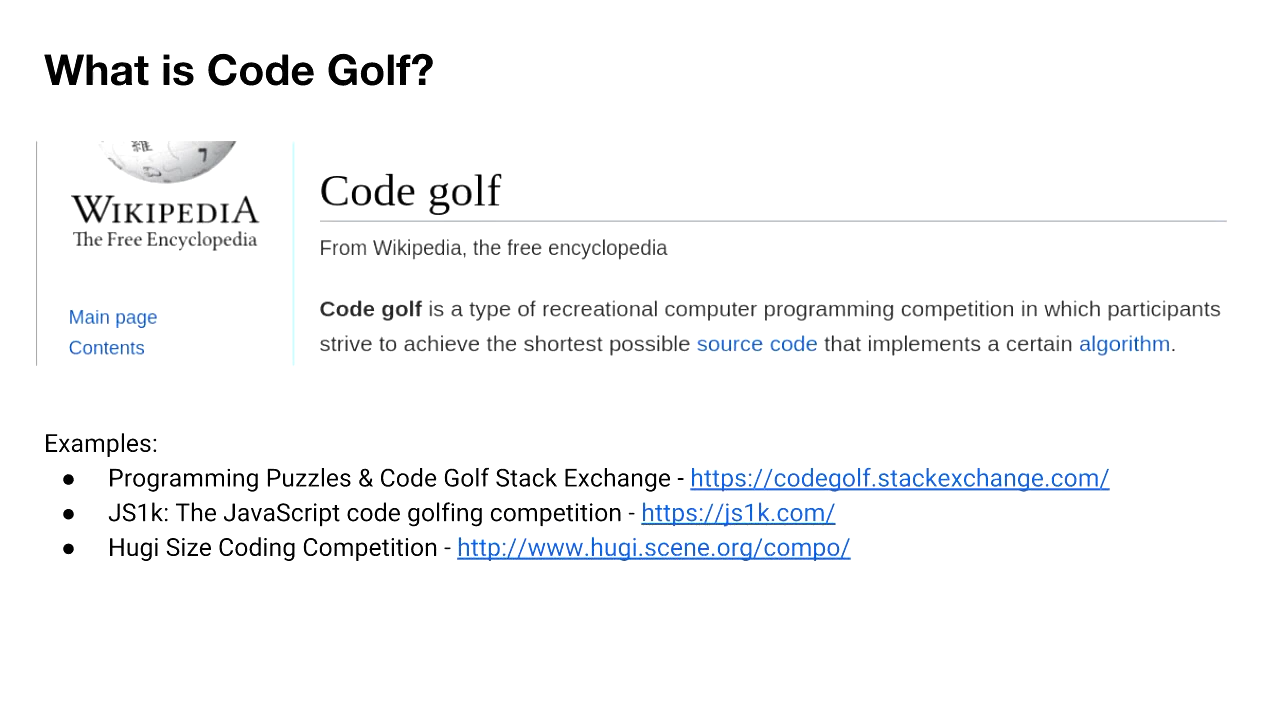 What is Code Golf?
維
WIKIPEDIA
The Free Encyclopedia
Main page
Contents
Code golf
From Wikipedia, the free encyclopedia
Code golf is a type of recreational computer programming competition in which participants
strive to achieve the shortest possible source code that implements a certain algorithm.
Examples:
● Programming Puzzles & Code Golf Stack Exchange - https://codegolf.stackexchange.com/
● JS1k: The JavaScript code golfing competition - https://js1k.com/
● Hugi Size Coding Competition - http://www.hugi.scene.org/compo/